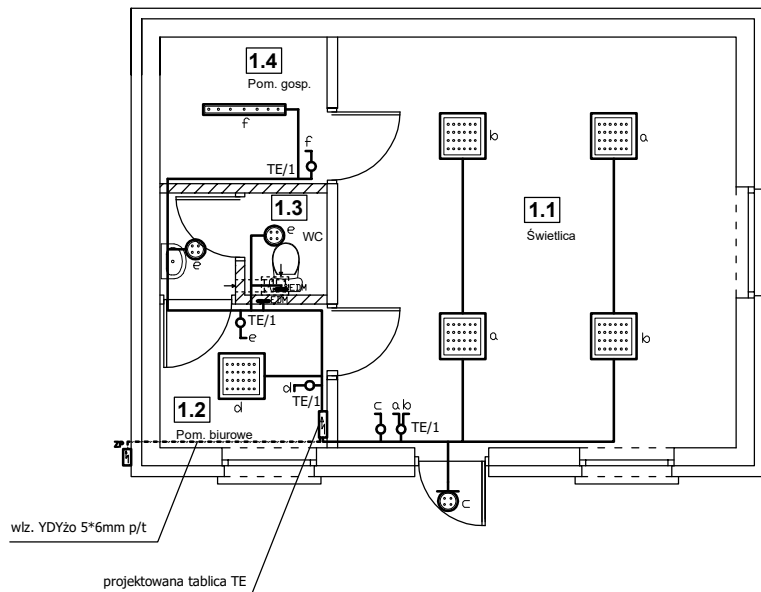 1.4
Pom. gosp.
f
f
TE/1
b
a
1.3
e
WC
e
1.1
Świetlica
TE/1
e
a
b
d
d
TE/1
1.2
Pom. biurowe
c
a b
TE/1
ZP
c
wlz. YDYżo 5*6mm p/t
projektowana tablica TE